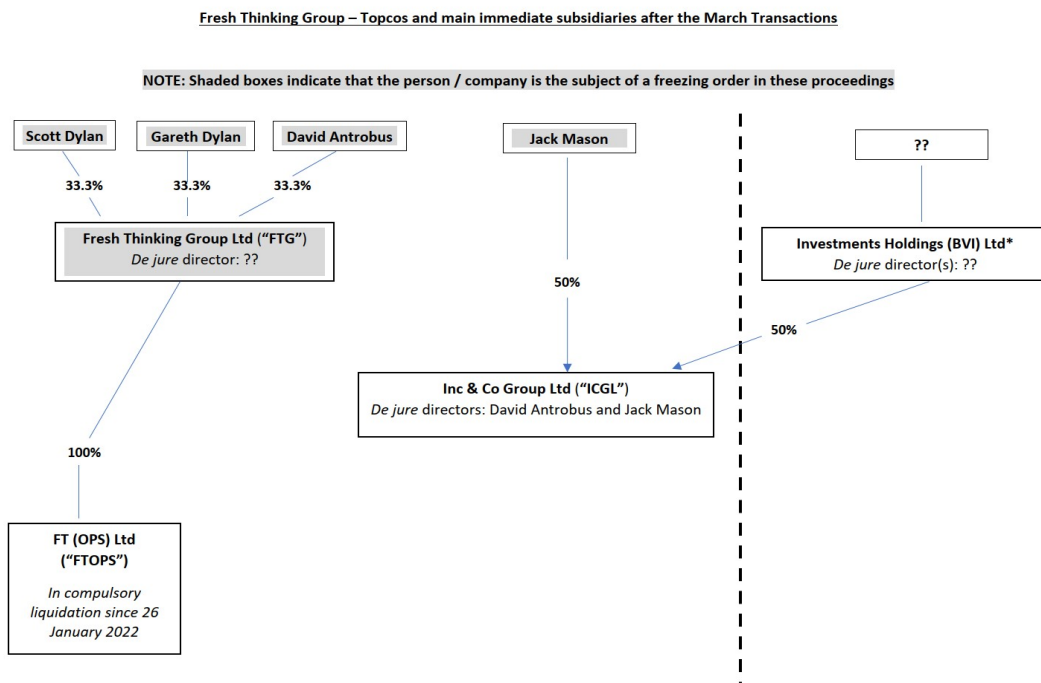 Fresh Thinking Group – Topcos and main immediate subsidiaries after the March Transactions
NOTE: Shaded boxes indicate that the person / company is the subject of a freezing order in these proceedings
Scott Dylan
Gareth Dylan
David Antrobus
Jack Mason
??
33.3%
33.3%
33.3%
Fresh Thinking Group Ltd (“FTG”)
De jure director: ??
Investments Holdings (BVI) Ltd*
De jure director(s): ??
50%
50%
Inc & Co Group Ltd (“ICGL”)
De jure directors: David Antrobus and Jack Mason
100%
FT (OPS) Ltd
(“FTOPS”)
In compulsory
liquidation since 26
January 2022